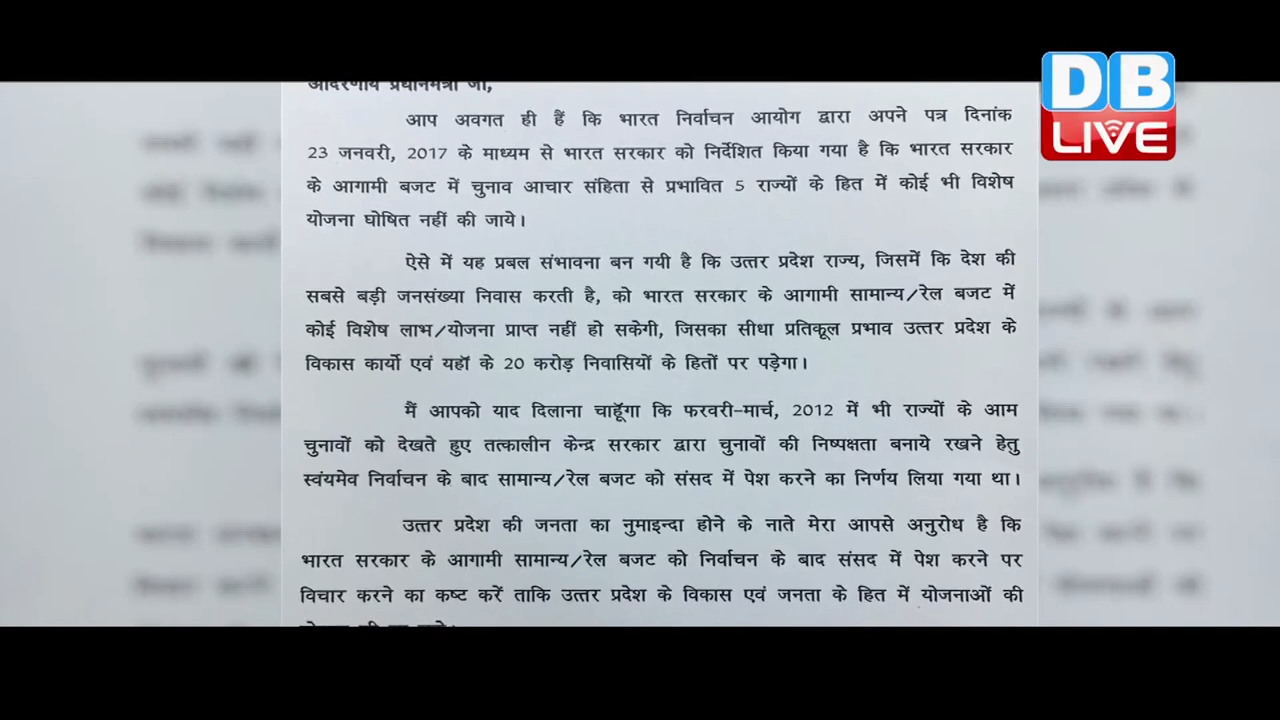 DB
LIVE
आदरणीय प्रधानमंत्री जी,
आप अवगत ही हैं कि भारत निर्वाचन आयोग द्वारा अपने पत्र दिनांक
23 जनवरी, 2017 के माध्यम से भारत सरकार को निर्देशित किया गया है कि भारत सरकार
के आगामी बजट में चुनाव आचार संहिता से प्रभावित 5 राज्यों के हित में कोई भी विशेष
योजना घोषित नहीं की जाये।
ऐसे में यह प्रबल संभावना बन गयी है कि उत्तर प्रदेश राज्य, जिसमें कि देश की
सबसे बड़ी जनसंख्या निवास करती है, को भारत सरकार के आगामी सामान्य/रेल बजट में
कोई विशेष लाभ/योजना प्राप्त नहीं हो सकेगी, जिसका सीधा प्रतिकूल प्रभाव उत्तर प्रदेश के
विकास कार्यो एवं यहॉ के 20 करोड़ निवासियों के हितों पर पड़ेगा।
मैं आपको याद दिलाना चाहूॅगा कि फरवरी-मार्च, 2012 में भी राज्यों के आम
चुनावों को देखते हुए तत्कालीन केन्द्र सरकार द्वारा चुनावों की निष्पक्षता बनाये रखने हेतु
स्वंयमेव निर्वाचन के बाद सामान्य/रेल बजट को संसद में पेश करने का निर्णय लिया गया था।
उत्तर प्रदेश की जनता का नुमाइन्दा होने के नाते मेरा आपसे अनुरोध है कि
भारत सरकार के आगामी सामान्य/रेल बजट को निर्वाचन के बाद संसद में पेश करने पर
विचार करने का कष्ट करें ताकि उत्तर प्रदेश के विकास एवं जनता के हित में योजनाओं की